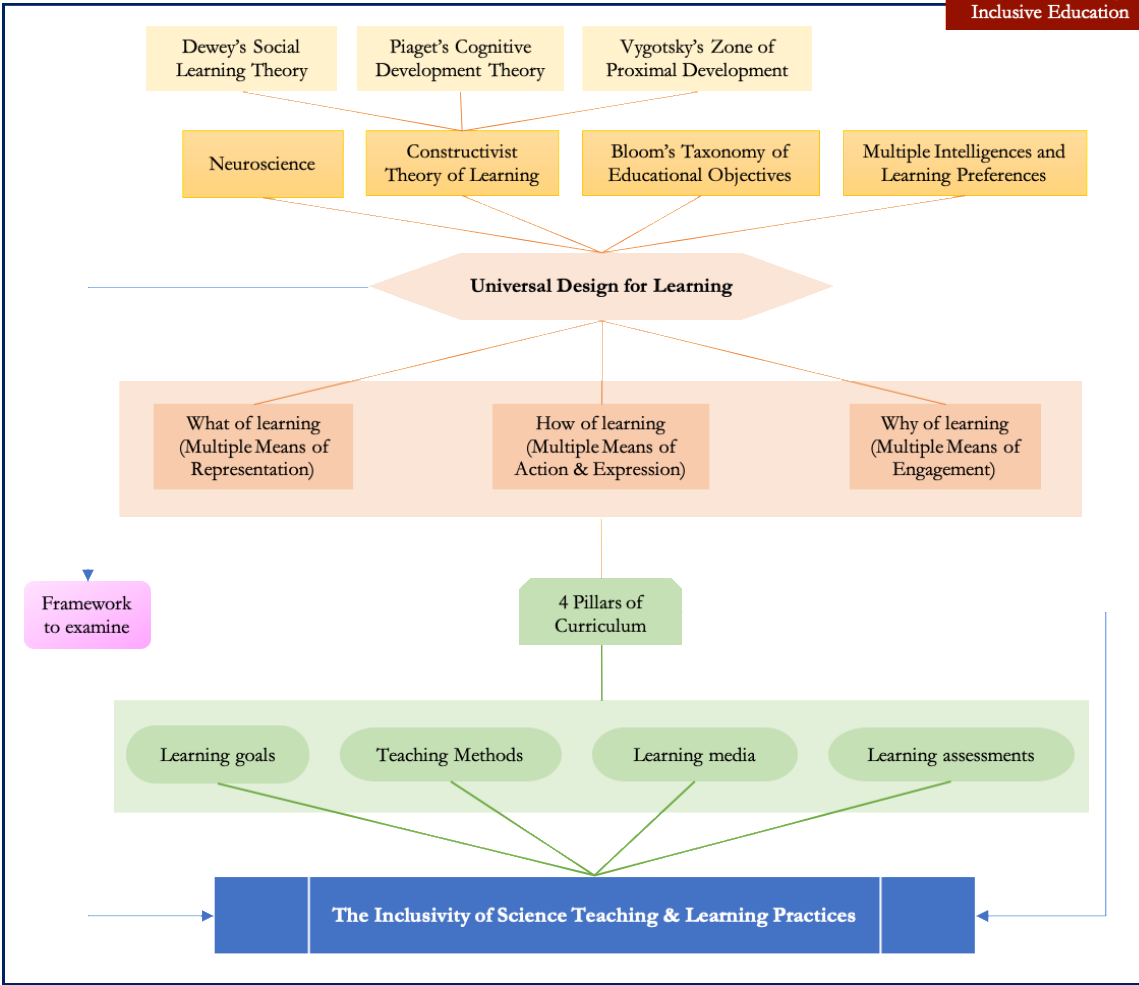 Inclusive Education
Dewey's Social
Learning Theory
Piaget's Cognitive
Development Theory
Vygotsky's Zone of
Proximal Development
Neuroscience
Constructivist
Theory of Learning
Bloom's Taxonomy of
Educational Objectives
Multiple Intelligences and
Learning Preferences
Universal Design for Learning
What of learning
(Multiple Means of
Representation)
How of learning
(Multiple Means of
Action & Expression)
Why of learning
(Multiple Means of
Engagement)
Framework
to examine
4 Pillars of
Curriculum
Learning goals
Teaching Methods
Learning media
Learning assessments
The Inclusivity of Science Teaching & Learning Practices